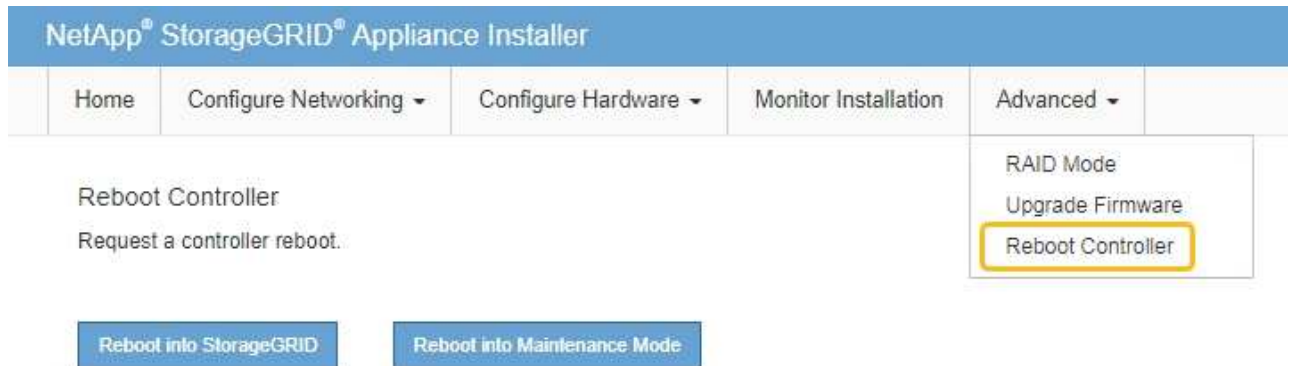 NetApp® StorageGRID® Appliance Installer
Home Configure Networking Configure Hardware Monitor Installation Advanced
RAID Mode
Upgrade Firmware
Reboot Controller
Reboot Controller
Request a controller reboot.
Reboot into StorageGRID Reboot into Maintenance Mode